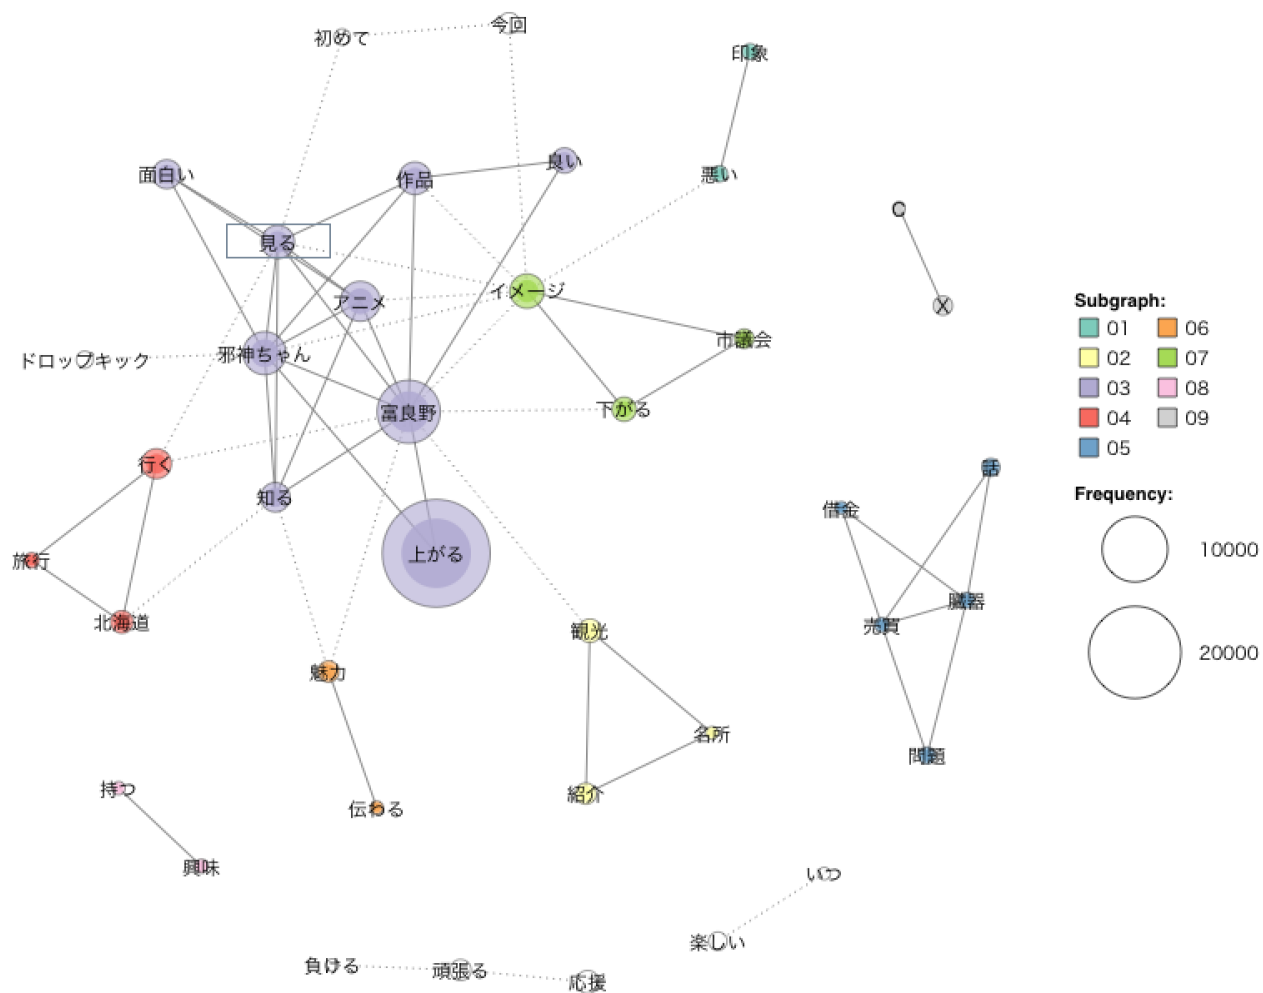 初めて
今回
印象
面白い
作品
良い
悪い
C
見る
アニメ
イメージ
X
ドロップキック
邪神ちゃん
市議会
富良野
下がる
行く
知る
話
借金
上がる
旅行
北海道
観光
臓器
売買
魅力
名所
問題
持つ
伝わる
紹介
興味
いつ
楽しい
負ける
頑張る
応援
Subgraph:
01
06
02
07
03
08
04
09
05
Frequency:
10000
20000